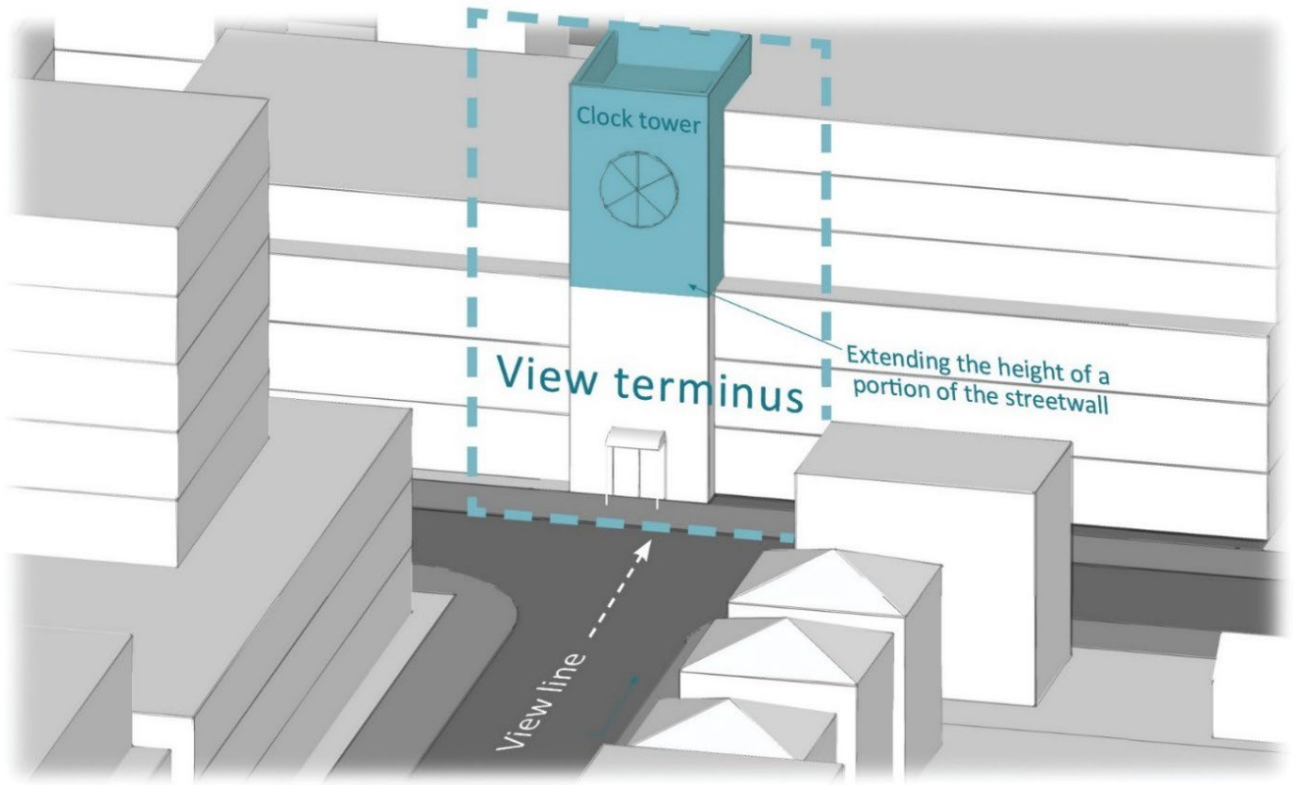 Clock tower
View terminus
Extending the height of a
portion of the streetwall
View line